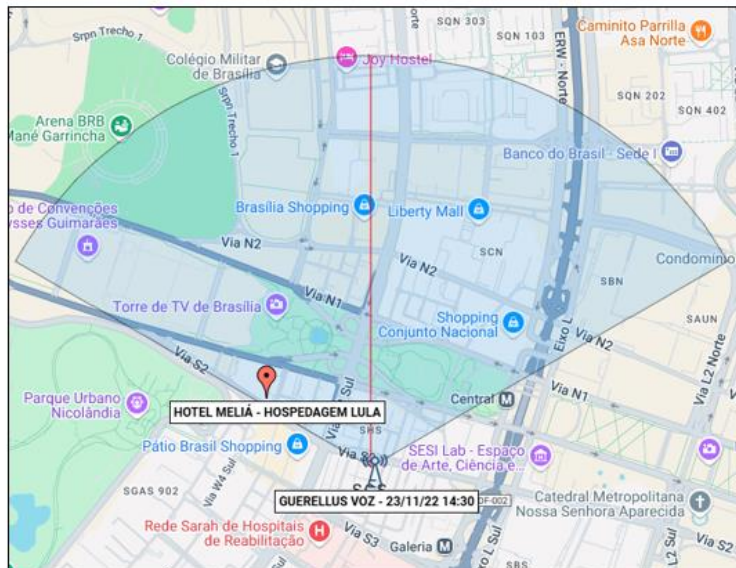 Srpn Trecho 1
SQN 303
SQN 103
Caminito Parrilla
Asa Norte
Colégio Militar
de Brasília
Joy Hostel
ERW - Norte
SQN 202
SQN 402
Arena BRB
Mané Garrincha
Srpn Trecho 1
Banco do Brasil - Sede I
Brasília Shopping
Liberty Mall
o de Convenções
ysses Guimarães
Via N2
SCN
Via N2
Condomínio
SBN
Torre de TV de Brasília
Via N1
Shopping
Conjunto Nacional
Eixo L
Via N2
SAUN
Via S2
Via L2 Norte
Parque Urbano
Nicolândia
HOTEL MELIÁ - HOSPEDAGEM LULA
Sul
Central
Via N1
SHS
Pátio Brasil Shopping
Via S2
SESI Lab - Espaço
de Arte, Ciência e...
SGAS 902
Via W4 Sul
GUERELLUS VOZ - 23/11/22 14:30
DF-002
Catedral Metropolitana
Nossa Senhora Aparecida
Rede Sarah de Hospitais
de Reabilitação
Via S3
Galeria
Eixo L Sul
L2 Sul
SBS